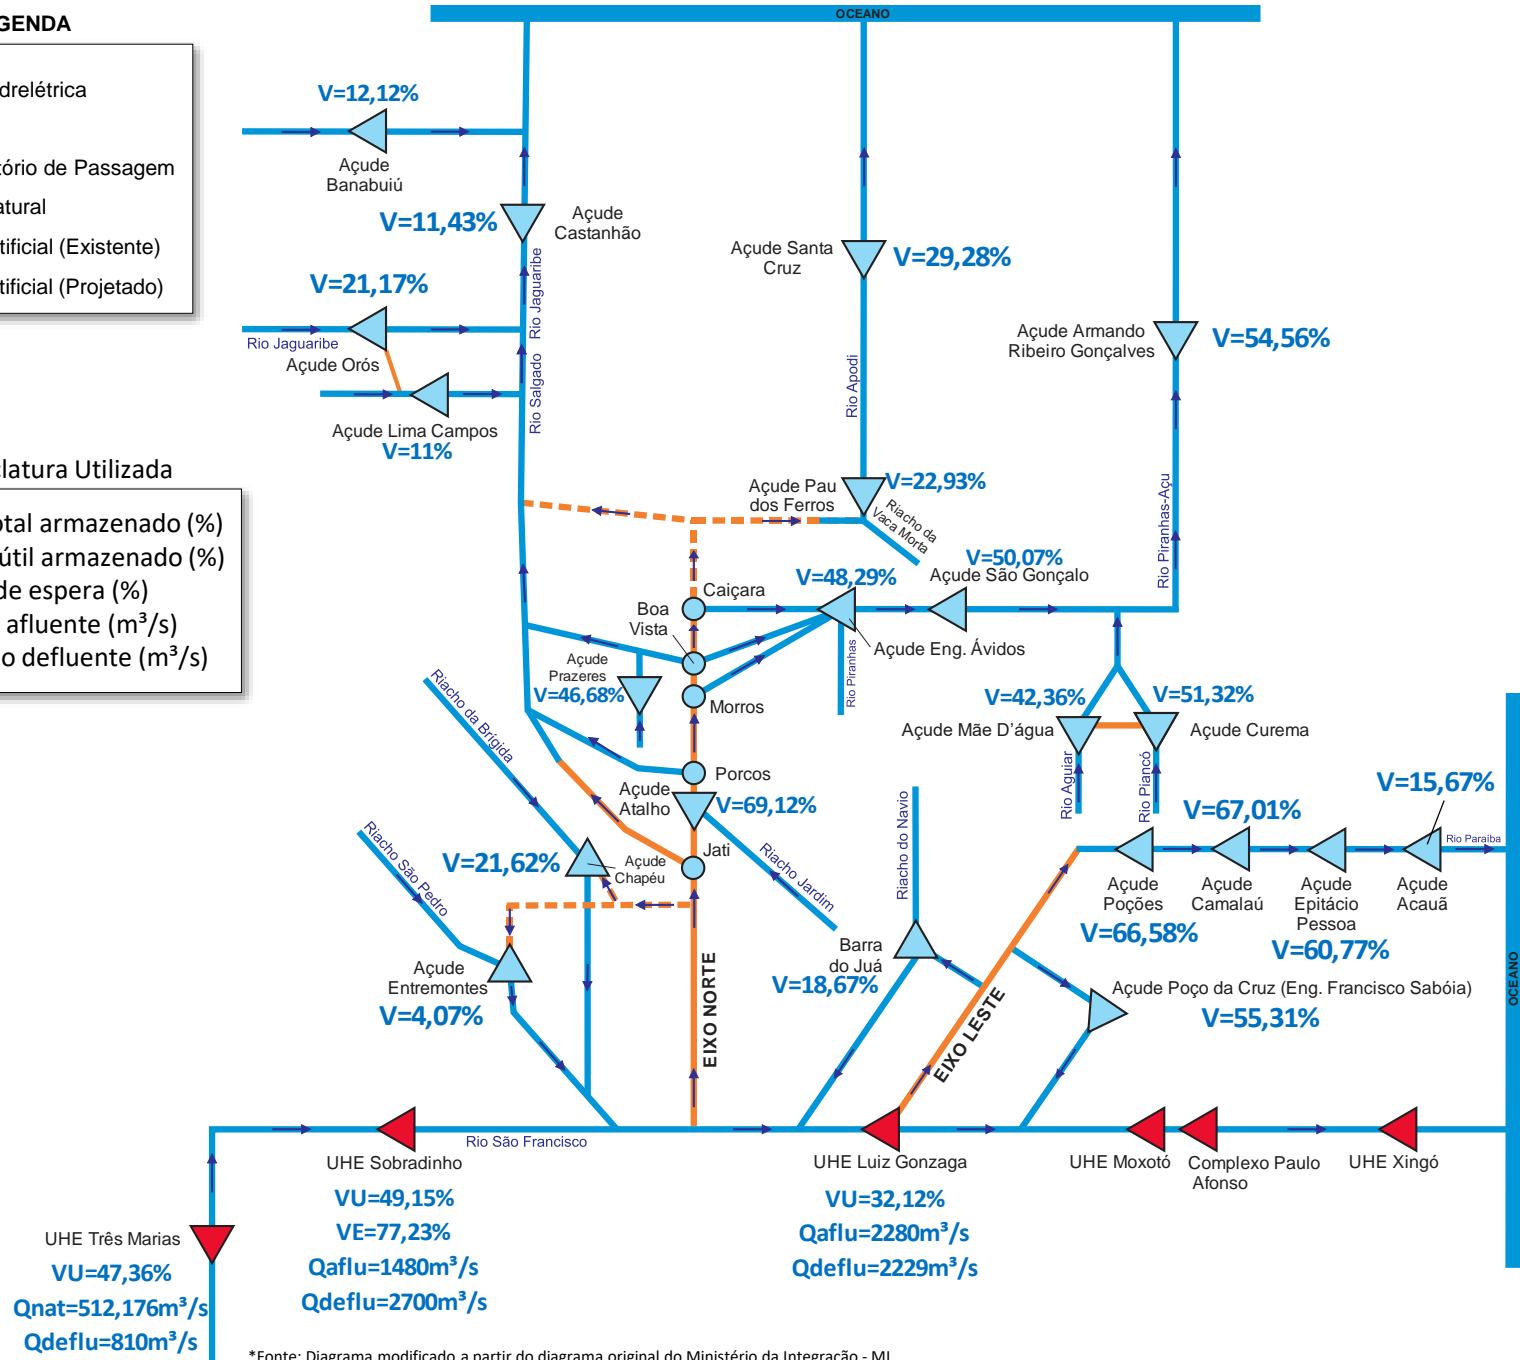 OCEANO
GENDA
drelétrica
tório de Passagem
atural
tificial (Existente)
tificial (Projetado)
clatura Utilizada
otal armazenado (%)
útil armazenado (%)
de espera (%)
afluente (m³/s)
o defluente (m³/s)
V=12,12%
Açude
Banabuiú
V=11,43%
Açude
Castanhão
V=21,17%
Rio Jaguaribe
Açude Orós
Rio Jaguaribe
Rio Salgado
Açude Lima Campos
V=11%
Açude Santa
Cruz
V=29,28%
Rio Apodi
Açude Armando
Ribeiro Gonçalves
V=54,56%
Rio Piranhas-Açu
Açude Pau
dos Ferros
V=22,93%
Riacho da
Vaca Morta
V=50,07%
Açude São Gonçalo
V=48,29%
Açude Eng. Ávidos
Rio Piranhas
Caiçara
Boa
Vista
Morros
Açude
Prazeres
V=46,68%
Porcos
Açude
Atalho
V=69,12%
Jati
Riacho Jardim
Riacho da Brígida
Riacho São Pedro
V=21,62%
Açude
Chapéu
Açude
Entremontes
V=4,07%
EIXO NORTE
V=42,36%
Açude Mãe D'água
V=51,32%
Açude Curema
Rio Aguiar
Rio Piancó
V=15,67%
V=67,01%
Rio Paraíba
Açude
Poções
V=66,58%
Açude
Camalaú
Açude
Epitácio
Pessoa
V=60,77%
Açude
Acauã
Riacho do Navio
Barra
do Juá
V=18,67%
EIXO LESTE
Açude Poço da Cruz (Eng. Francisco Sabóia)
V=55,31%
OCEANO
Rio São Francisco
UHE Sobradinho
VU=49,15%
VE=77,23%
Qaflu=1480m³/s
Qdeflu=2700m³/s
UHE Luiz Gonzaga
VU=32,12%
Qaflu=2280m³/s
Qdeflu=2229m³/s
UHE Moxotó
Complexo Paulo
Afonso
UHE Xingó
UHE Três Marias
VU=47,36%
Qnat=512,176m³/s
Qdeflu=810m³/s
*Fonte: Diagrama modificado a partir do diagrama original do Ministério da Integração - MI